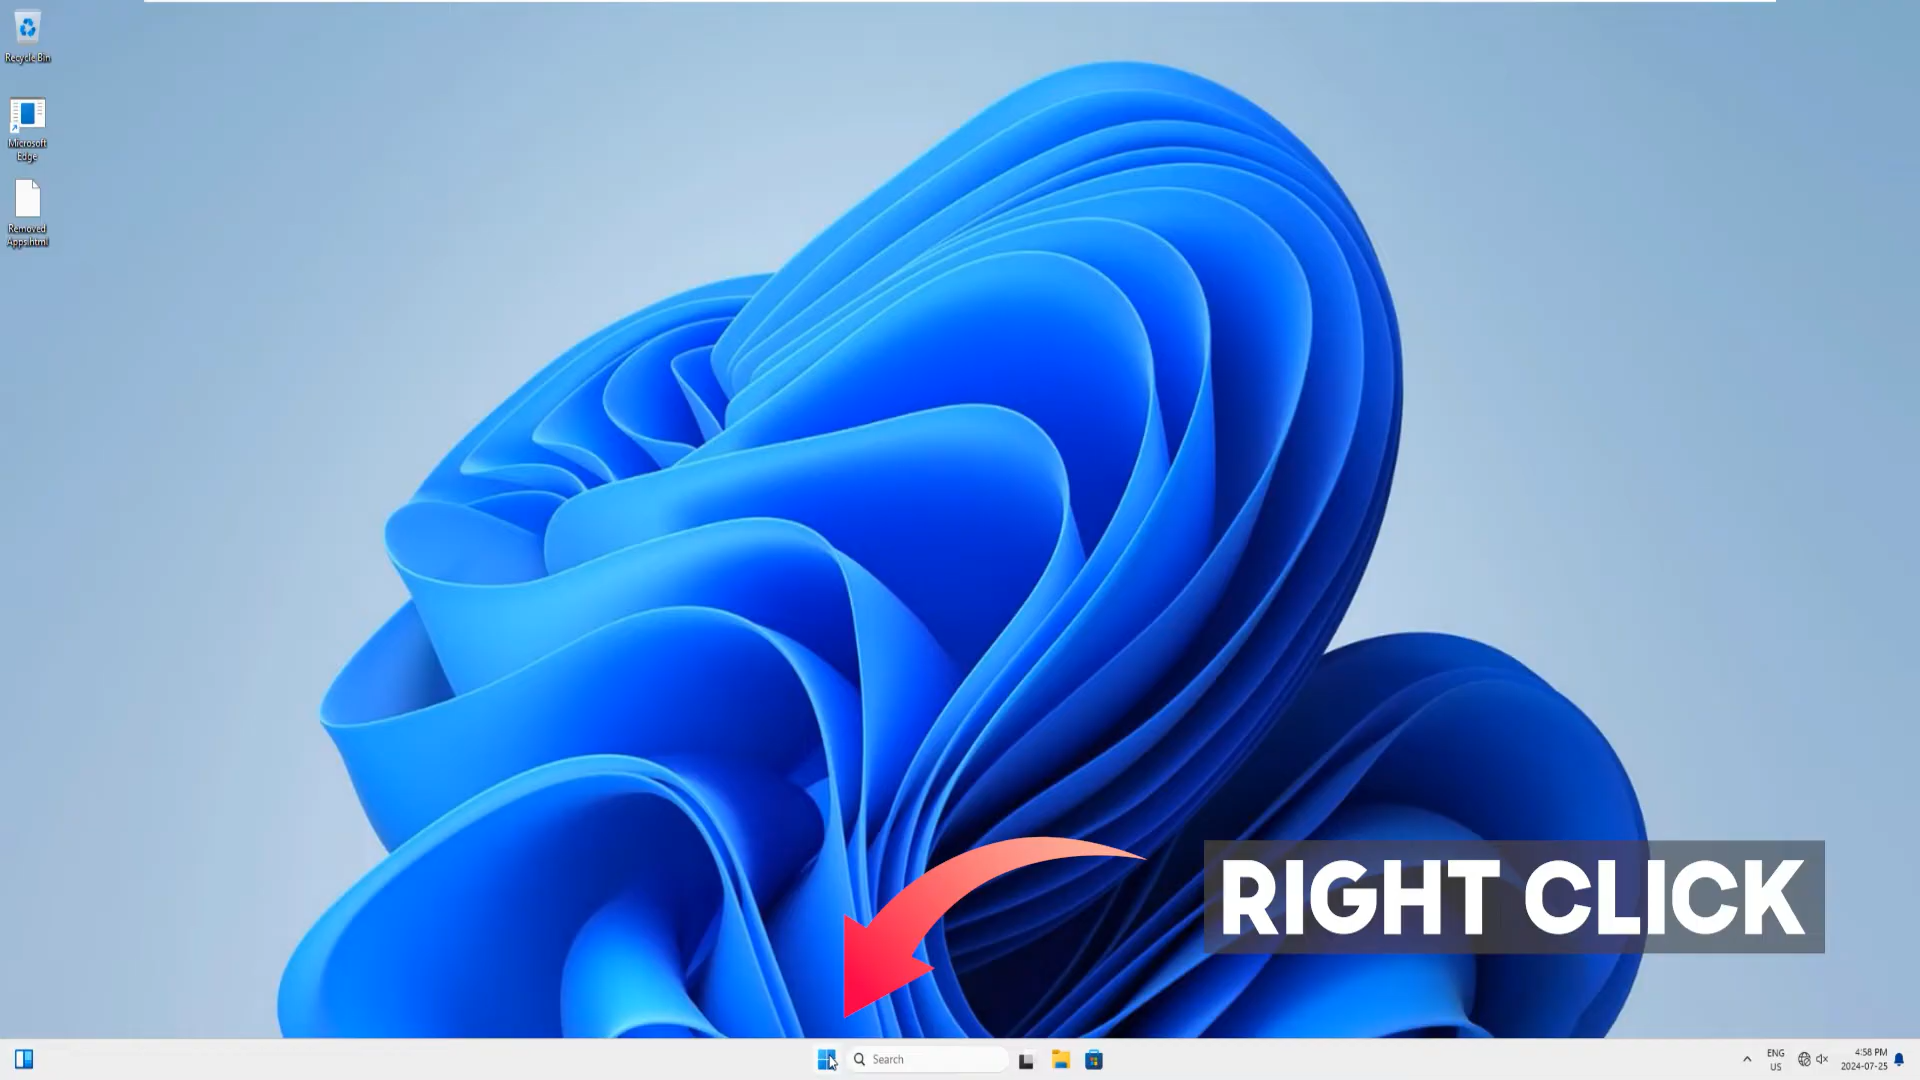 Recycle Bin
Microsoft
Edge
Removed
Apps.html
RIGHT CLICK
Search
ENG
US
4:58 PM
2024-07-25